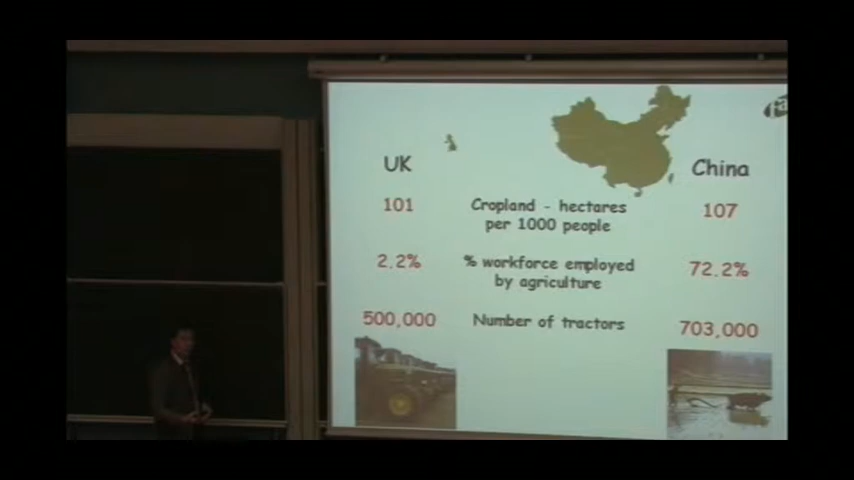 UK
China
101
Cropland - hectares
per 1000 people
107
2.2%
% workforce employed
by agriculture
72.2%
500,000
Number of tractors
703,000